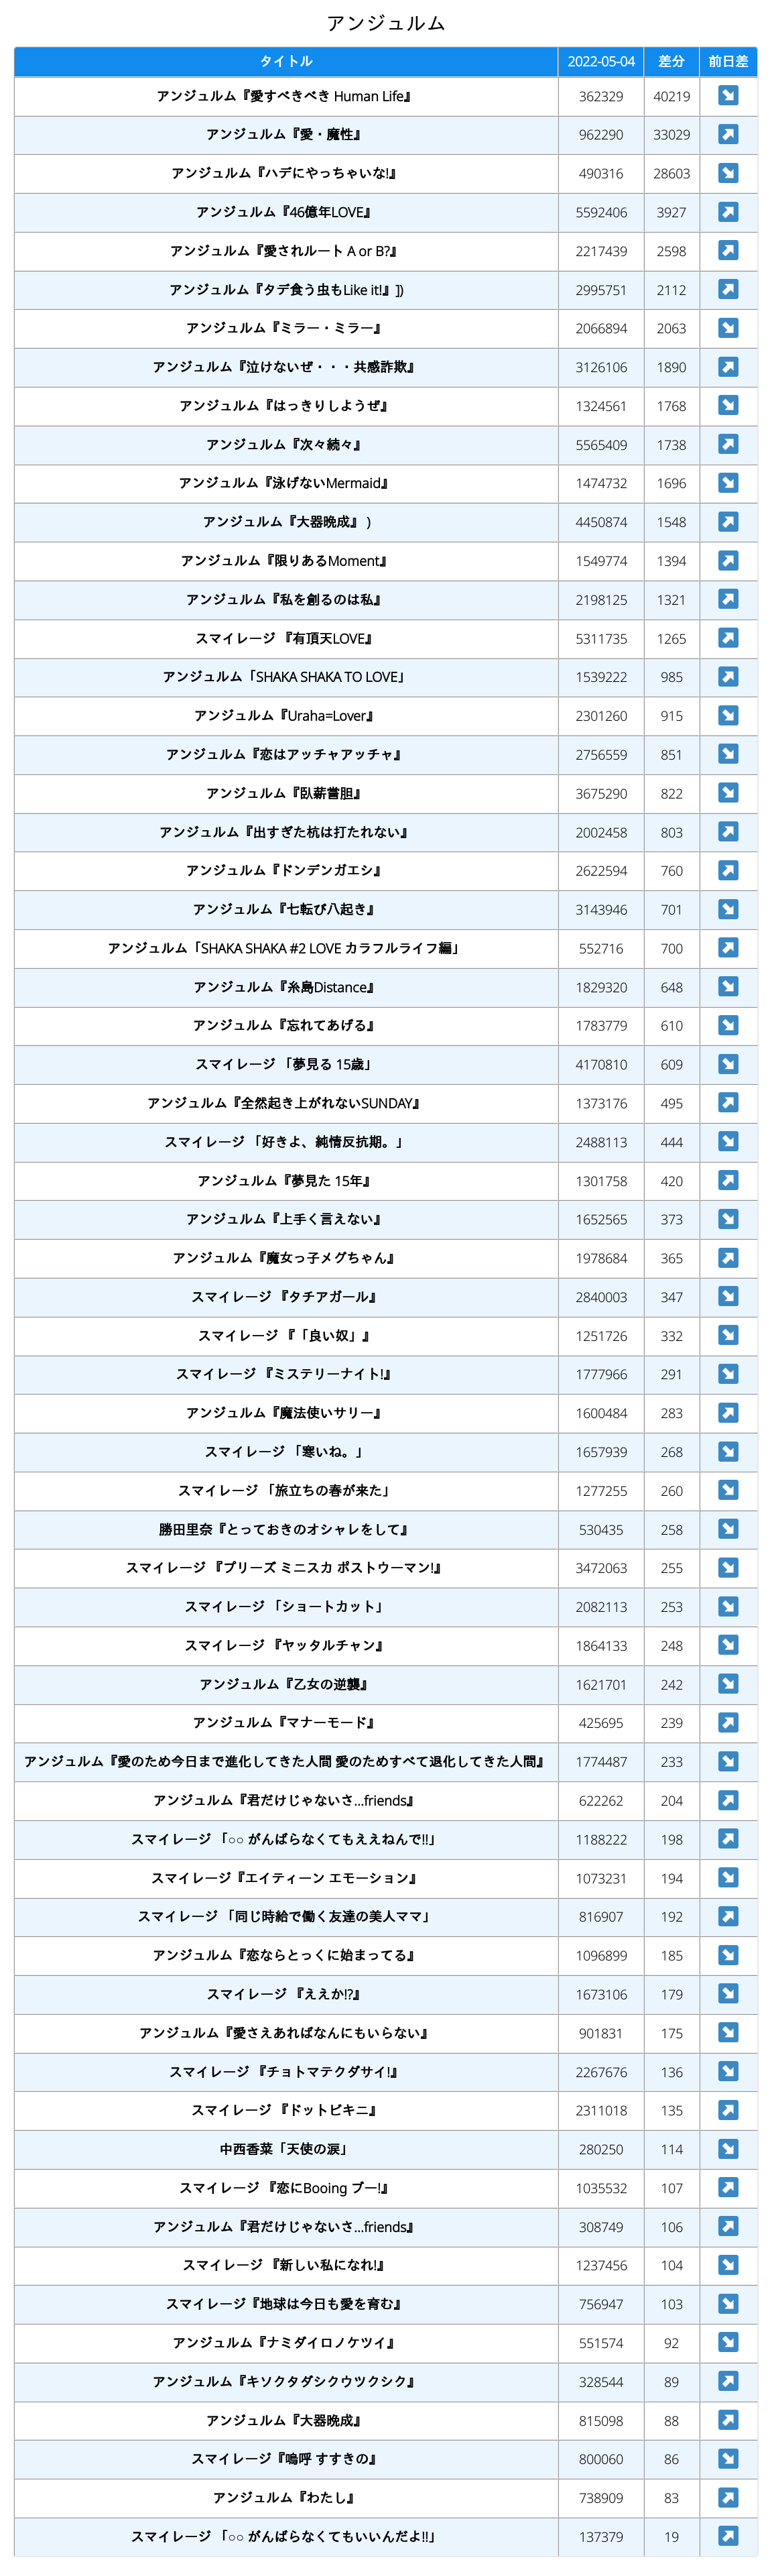 アンジュルム
タイトル 2022-05-04 差分 前日差
アンジュルム『愛すべきべき Human Life』 362329 40219 ↘
アンジュルム『愛・魔性』 962290 33029 ↗
アンジュルム『ハデにやっちゃいな!』 490316 28603 ↘
アンジュルム『46億年LOVE』 5592406 3927 ↗
アンジュルム『愛されルート A or B?』 2217439 2598 ↗
アンジュルム『タデ食う虫もLike it!』]) 2995751 2112 ↗
アンジュルム『ミラー・ミラー』 2066894 2063 ↘
アンジュルム『泣けないぜ・・・共感詐欺』 3126106 1890 ↗
アンジュルム『はっきりしようぜ』 1324561 1768 ↘
アンジュルム『次々続々』 5565409 1738 ↗
アンジュルム『泳げないMermaid』 1474732 1696 ↘
アンジュルム『大器晩成』 ) 4450874 1548 ↗
アンジュルム『限りあるMoment』 1549774 1394 ↗
アンジュルム『私を創るのは私』 2198125 1321 ↗
スマイレージ 『有頂天LOVE』 5311735 1265 ↗
アンジュルム「SHAKA SHAKA TO LOVE」 1539222 985 ↗
アンジュルム『Uraha=Lover』 2301260 915 ↘
アンジュルム『恋はアッチャアッチャ』 2756559 851 ↘
アンジュルム『臥薪嘗胆』 3675290 822 ↘
アンジュルム『出すぎた杭は打たれない』 2002458 803 ↗
アンジュルム『ドンデンガエシ』 2622594 760 ↗
アンジュルム『七転び八起き』 3143946 701 ↘
アンジュルム「SHAKA SHAKA #2 LOVE カラフルライフ編」 552716 700 ↗
アンジュルム『糸島Distance』 1829320 648 ↘
アンジュルム『忘れてあげる』 1783779 610 ↘
スマイレージ 「夢見る 15歳」 4170810 609 ↘
アンジュルム『全然起き上がれないSUNDAY』 1373176 495 ↗
スマイレージ 「好きよ、純情反抗期。」 2488113 444 ↘
アンジュルム『夢見た 15年』 1301758 420 ↗
アンジュルム『上手く言えない』 1652565 373 ↘
アンジュルム『魔女っ子メグちゃん』 1978684 365 ↗
スマイレージ 『タチアガール』 2840003 347 ↘
スマイレージ 『「良い奴」』 1251726 332 ↘
スマイレージ 『ミステリーナイト!』 1777966 291 ↘
アンジュルム『魔法使いサリー』 1600484 283 ↗
スマイレージ 「寒いね。」 1657939 268 ↘
スマイレージ 「旅立ちの春が来た」 1277255 260 ↘
勝田里奈『とっておきのオシャレをして』 530435 258 ↘
スマイレージ 『プリーズ ミニスカ ポストウーマン!』 3472063 255 ↘
スマイレージ 「ショートカット」 2082113 253 ↘
スマイレージ 『ヤッタルチャン』 1864133 248 ↘
アンジュルム『乙女の逆襲』 1621701 242 ↘
アンジュルム『マナーモード』 425695 239 ↗
アンジュルム『愛のため今日まで進化してきた人間 愛のためすべて退化してきた人間』 1774487 233 ↘
アンジュルム『君だけじゃないさ...friends』 622262 204 ↗
スマイレージ 「○○ がんばらなくてもええねんで!!」 1188222 198 ↗
スマイレージ『エイティーン エモーション』 1073231 194 ↘
スマイレージ 「同じ時給で働く友達の美人ママ」 816907 192 ↗
アンジュルム『恋ならとっくに始まってる』 1096899 185 ↘
スマイレージ 『ええか!?』 1673106 179 ↘
アンジュルム『愛さえあればなんにもいらない』 901831 175 ↘
スマイレージ 『チョトマテクダサイ!』 2267676 136 ↘
スマイレージ 『ドットビキニ』 2311018 135 ↗
中西香菜「天使の涙」 280250 114 ↘
スマイレージ 『恋にBooing ブー!』 1035532 107 ↗
アンジュルム『君だけじゃないさ...friends』 308749 106 ↗
スマイレージ 『新しい私になれ!』 1237456 104 ↘
スマイレージ『地球は今日も愛を育む』 756947 103 ↘
アンジュルム『ナミダイロノケツイ』 551574 92 ↘
アンジュルム『キソクタダシクウツクシク』 328544 89 ↗
アンジュルム『大器晩成』 815098 88 ↗
スマイレージ『嗚呼 すすきの』 800060 86 ↘
アンジュルム『わたし』 738909 83 ↗
スマイレージ 「○○ がんばらなくてもいいんだよ!!」 137379 19 ↗